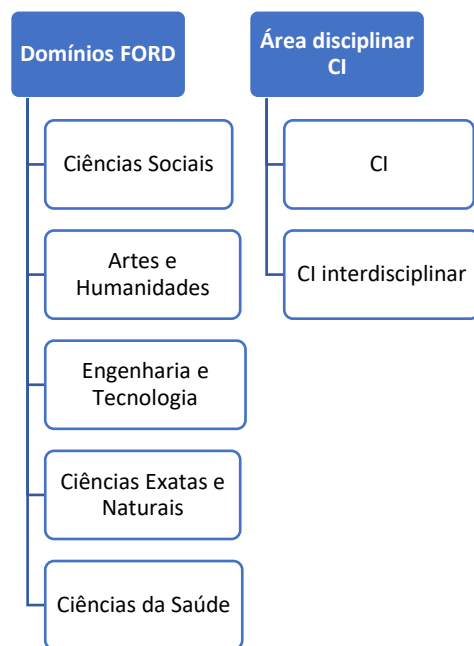 Domínios FORD
Ciências Sociais
Artes e
Humanidades
Engenharia e
Tecnologia
Ciências Exatas e
Naturais
Ciências da Saúde
Área disciplinar
CI
CI
CI interdisciplinar